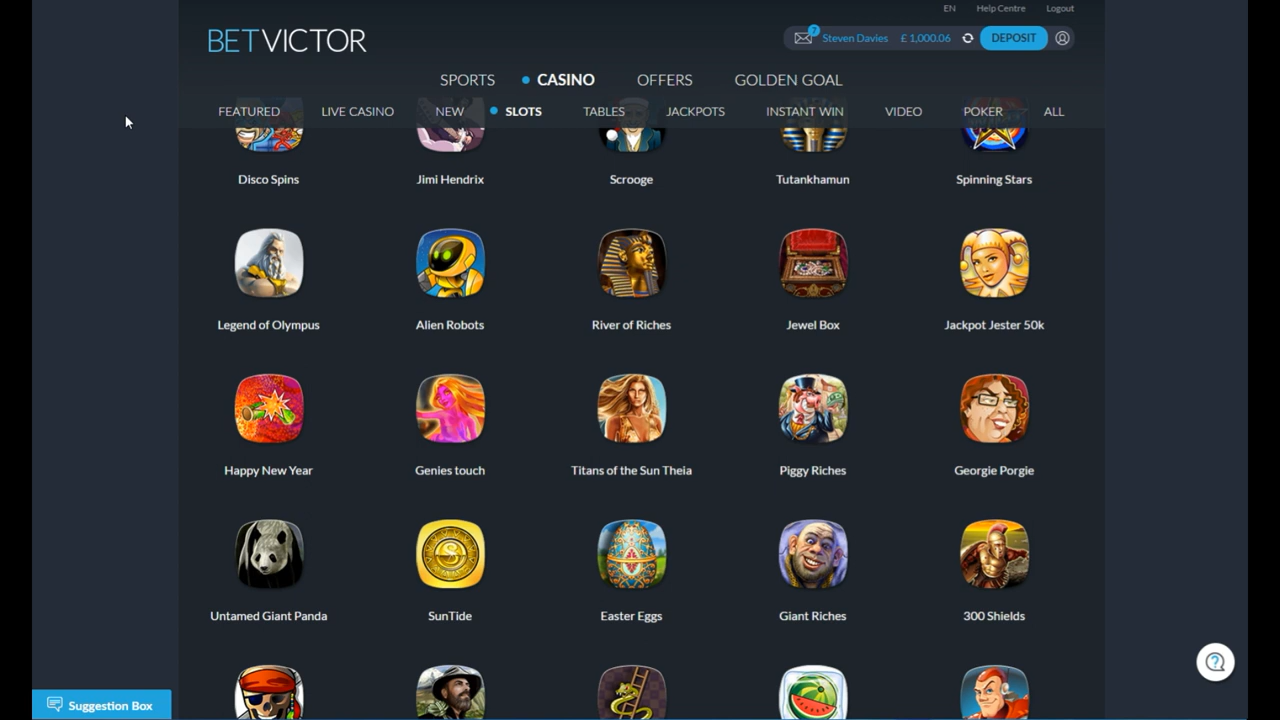 EN Help Centre Logout
BETVICTOR
7
Steven Davies £ 1,000.06 DEPOSIT
SPORTS CASINO OFFERS GOLDEN GOAL
FEATURED LIVE CASINO NEW SLOTS TABLES JACKPOTS INSTANT WIN VIDEO POKER ALL
Disco Spins Jimi Hendrix Scrooge Tutankhamun Spinning Stars
Legend of Olympus Alien Robots River of Riches Jewel Box Jackpot Jester 50k
Happy New Year Genies touch Titans of the Sun Theia Piggy Riches Georgie Porgie
S
Untamed Giant Panda SunTide Easter Eggs Giant Riches 300 Shields
?
Suggestion Box